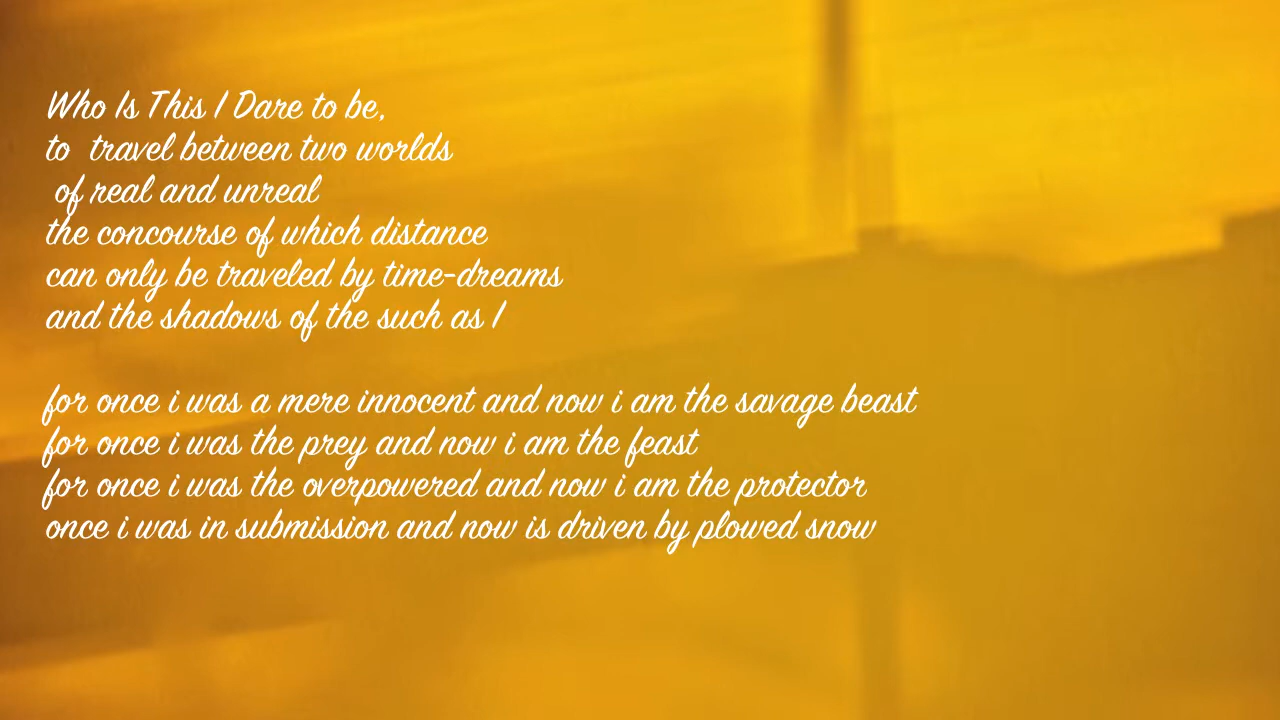 Who Is This I Dare to be,
to  travel between two worlds
of real and unreal
the concourse of which distance
can only be traveled by time-dreams
and the shadows of the such as I

for once i was a mere innocent and now i am the savage beast
for once i was the prey and now i am the feast
for once i was the overpowered and now i am the protector
once i was in submission and now is driven by plowed snow